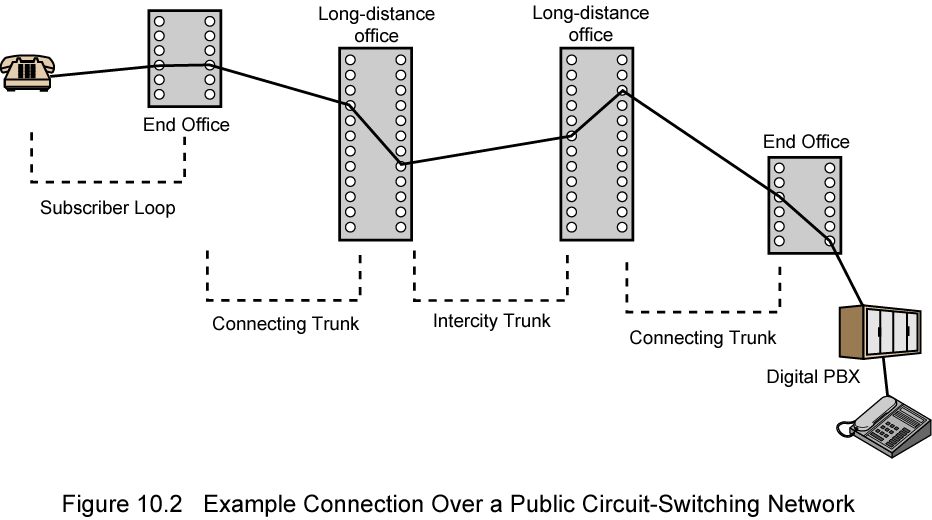 Long-distance
office
Long-distance
office
End Office
End Office
Subscriber Loop
Connecting Trunk
Intercity Trunk
Connecting Trunk
Digital PBX
Figure 10.2 Example Connection Over a Public Circuit-Switching Network